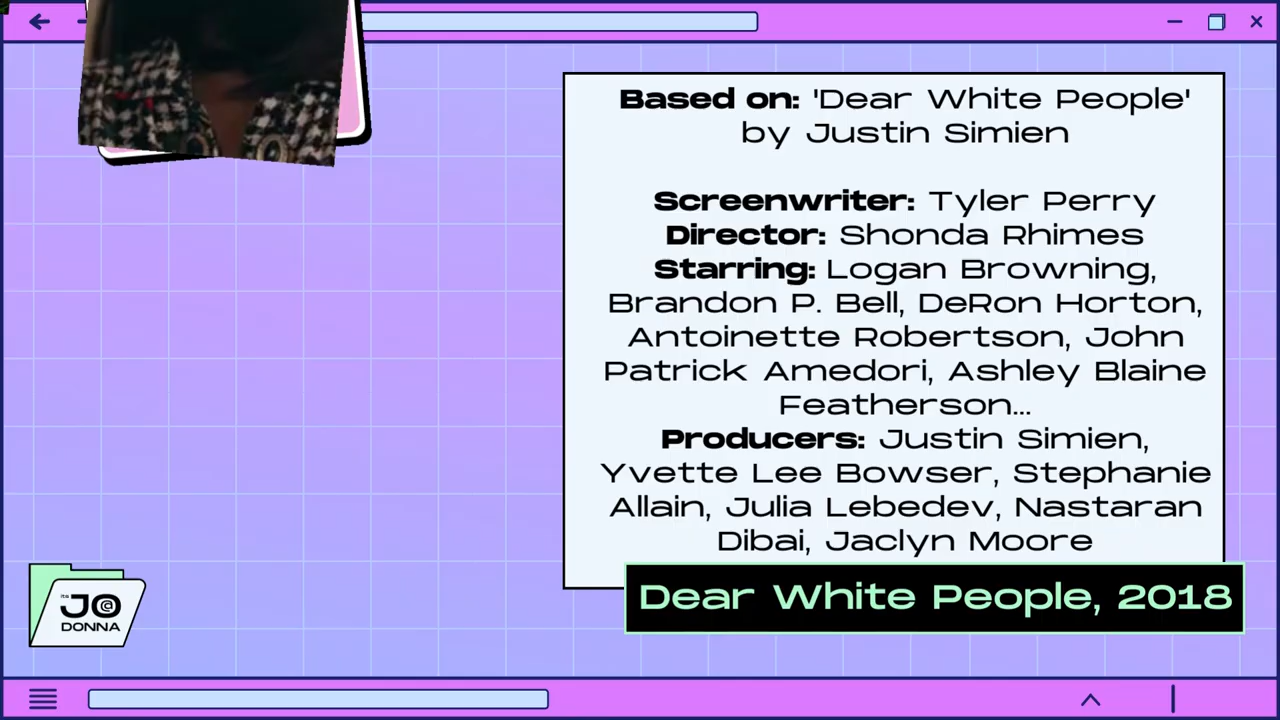 Based on: 'Dear White People'
by Justin Simien
Screenwriter: Tyler Perry
Director: Shonda Rhimes
Starring: Logan Browning,
Brandon P. Bell, DeRon Horton,
Antoinette Robertson, John
Patrick Amedori, Ashley Blaine
Featherson...
Producers: Justin Simien,
Yvette Lee Bowser, Stephanie
Allain, Julia Lebedev, Nastaran
Dibai, Jaclyn Moore
Dear White People, 2018
its JO
DONNA